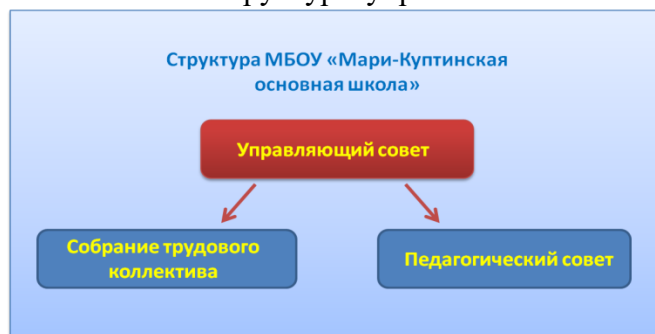 Структура МБОУ «Мари-Куптинская
основная школа»
Управляющий совет
Собрание трудового
коллектива
Педагогический совет